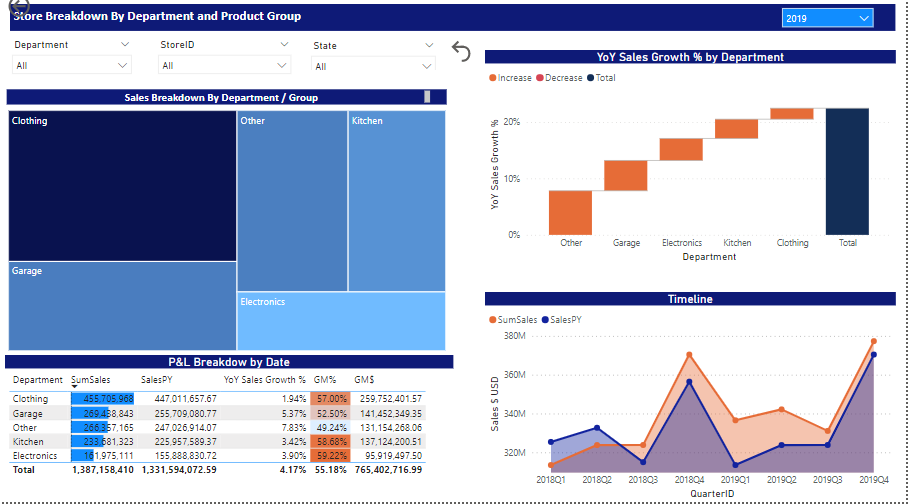 Store Breakdown By Department and Product Group
2019
Department
StoreID
State
All
All
All
Sales Breakdown By Department / Group
Clothing
Other
Kitchen
Garage
Electronics
YoY Sales Growth % by Department
Increase Decrease Total
YoY Sales Growth %
20%
10%
0%
Other Garage Electronics Kitchen Clothing Total
Department
P&L Breakdow by Date
Department SumSales SalesPY YoY Sales Growth % GM% GM$
Clothing 455,705,968 447,011,657.67 1.94% 57.00% 259,752,401.57
Garage 269,438,843 255,709,080.77 5.37% 52.50% 141,452,349.35
Other 266,357,165 247,026,914.07 7.83% 49.24% 131,154,268.06
Kitchen 233,681,323 225,957,589.37 3.42% 58.68% 137,124,200.51
Electronics 161,975,111 155,888,830.72 3.90% 59.22% 95,919,497.50
Total 1,387,158,410 1,331,594,072.59 4.17% 55.18% 765,402,716.99
Timeline
SumSales SalesPY
Sales $ USD
380M
360M
340M
320M
2018Q1 2018Q2 2018Q3 2018Q4 2019Q1 2019Q2 2019Q3 2019Q4
QuarterID